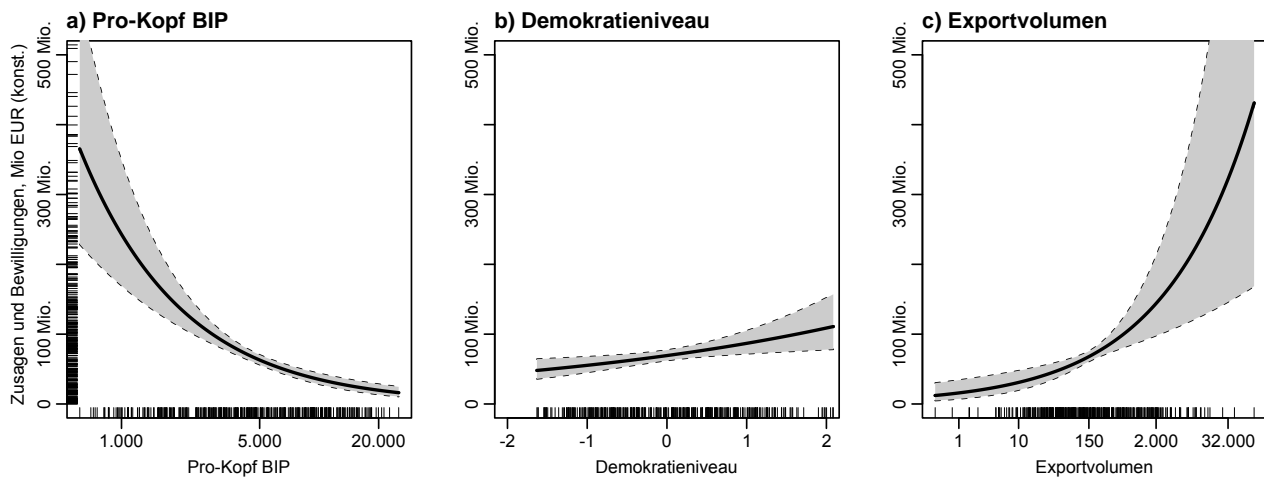 a) Pro-Kopf BIP
Zusagen und Bewilligungen, Mio EUR (konst.)
500 Mio.
300 Mio.
100 Mio.
0
1.000
5.000
20.000
Pro-Kopf BIP
b) Demokratieniveau
500 Mio.
300 Mio.
100 Mio.
0
-2
-1
0
1
2
Demokratieniveau
c) Exportvolumen
500 Mio.
300 Mio.
100 Mio.
0
1
10
150
2.000
32.000
Exportvolumen